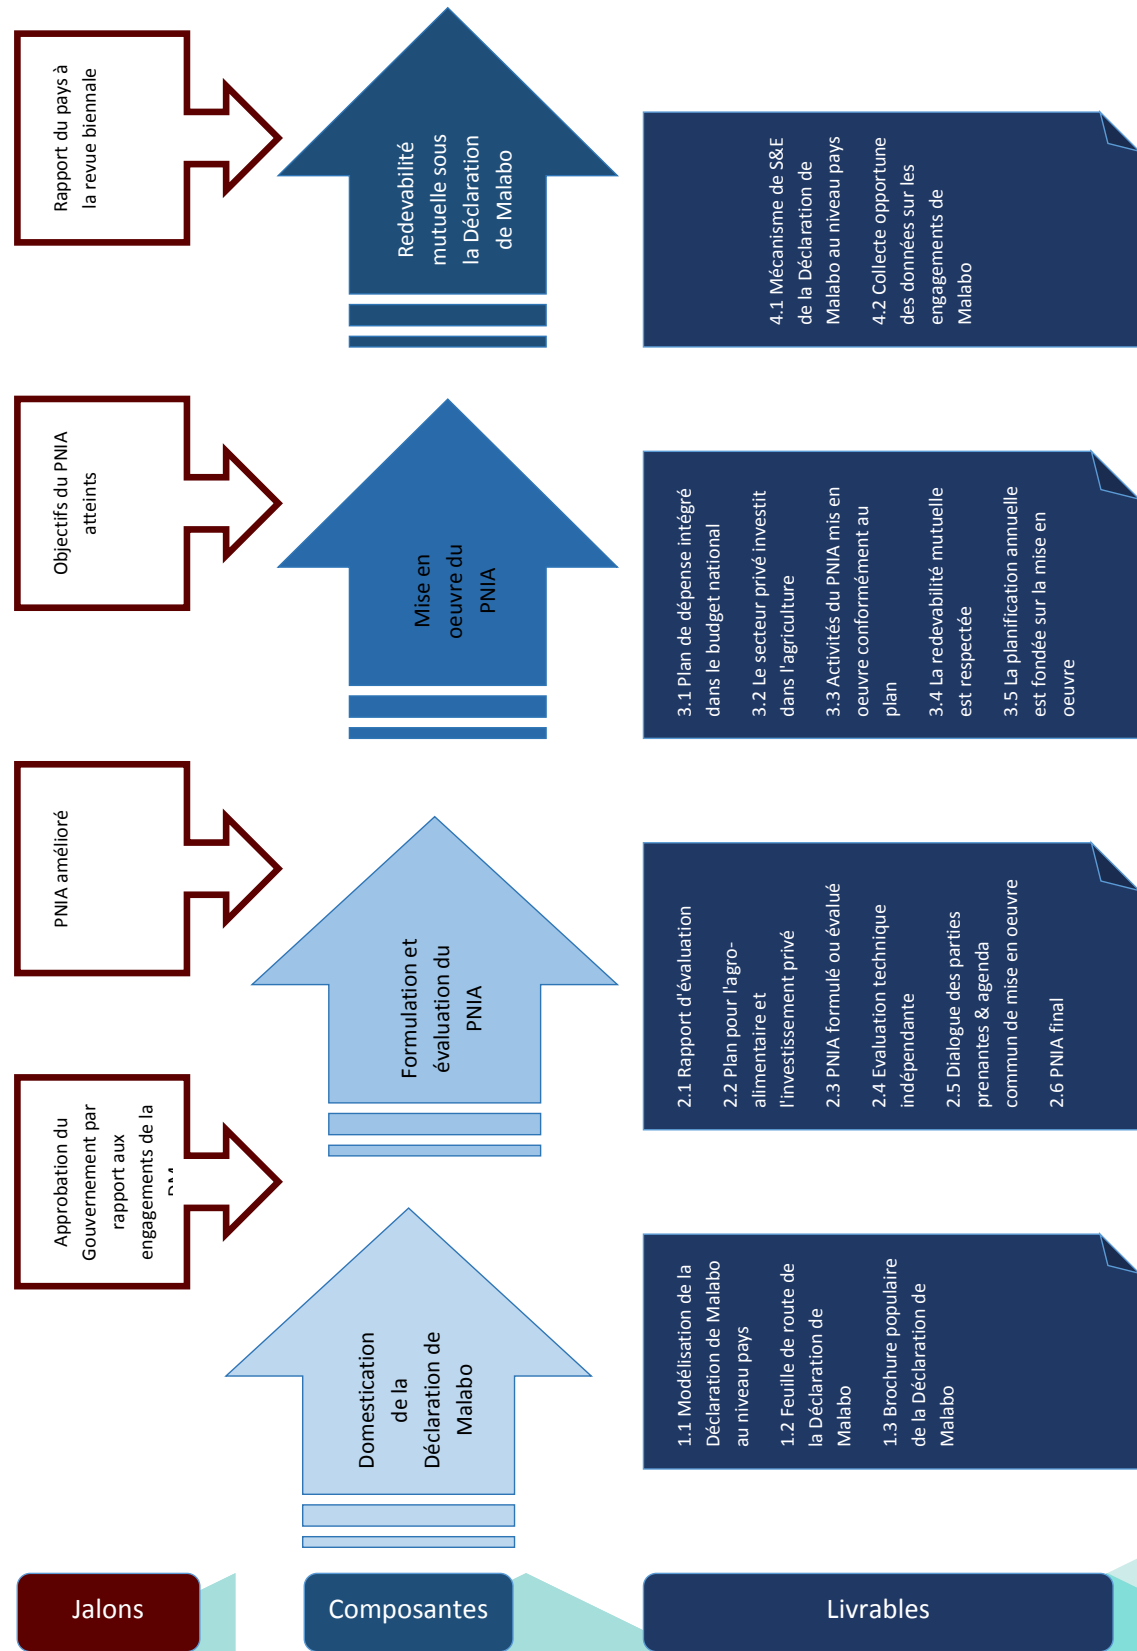 Jalons
Approbation du
Gouvernement par
rapport aux
engagements de la
PNIA amélioré
Objectifs du PNIA
atteints
Rapport du pays à
la revue biennale
Composantes
Domestication
de la
Déclaration de
Malabo
Formulation et
évaluation du
PNIA
Mise en
oeuvre du
PNIA
Redevabilité
mutuelle sous
la Déclaration
de Malabo
Livrables
1.1 Modélisation de la
Déclaration de Malabo
au niveau pays
1.2 Feuille de route de
la Déclaration de
Malabo
1.3 Brochure populaire
de la Déclaration de
Malabo
2.1 Rapport d'évaluation
2.2 Plan pour l'agro-
alimentaire et
l'investissement privé
2.3 PNIA formulé ou évalué
2.4 Evaluation technique
indépendante
2.5 Dialogue des parties
prenantes & agenda
commun de mise en oeuvre
2.6 PNIA final
3.1 Plan de dépense intégré
dans le budget national
3.2 Le secteur privé investit
dans l'agriculture
3.3 Activités du PNIA mis en
oeuvre conformément au
plan
3.4 La redevabilité mutuelle
est respectée
3.5 La planification annuelle
est fondée sur la mise en
oeuvre
4.1 Mécanisme de S&E
de la Déclaration de
Malabo au niveau pays
4.2 Collecte opportune
des données sur les
engagements de
Malabo